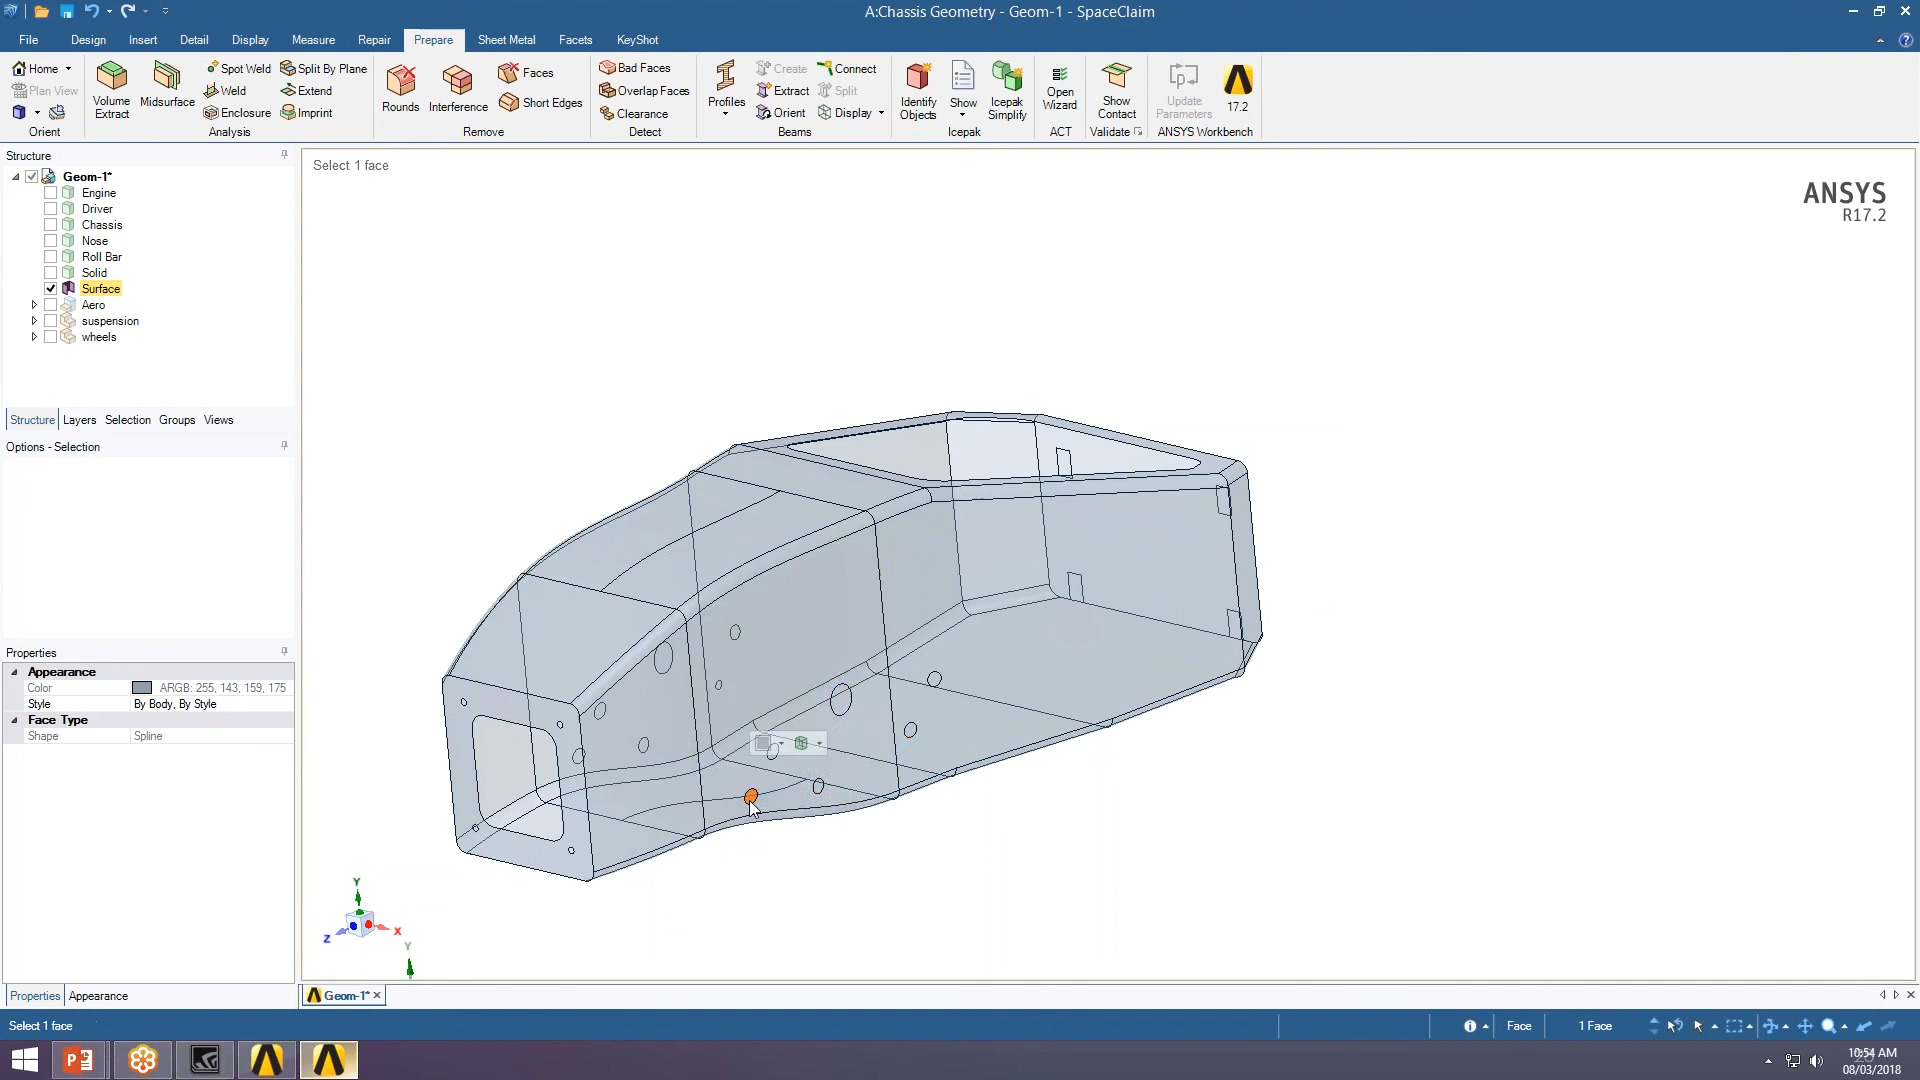 A:Chassis Geometry - Geom-1 - SpaceClaim
File Design Insert Detail Display Measure Repair Prepare Sheet Metal Facets KeyShot
Home Spot Weld Split By Plane Faces Bad Faces Create Connect
Plan View Volume Extract Midsurface Weld Extend Rounds Interference Overlap Faces Profiles Extract Split Identify Objects Show Icepak Simplify Open Wizard Show Contact Update Parameters 17.2
Enclosure Imprint Short Edges Clearance Orient Display
Orient Analysis Remove Detect Beams Icepak ACT Validate ANSYS Workbench
Structure
Select 1 face
Geom-1*
Engine
Driver
Chassis
Nose
Roll Bar
Solid
Surface
Aero
suspension
wheels
ANSYS
R17.2
Structure Layers Selection Groups Views
Options - Selection
Properties
Appearance
Color ARGB: 255, 143, 159, 175
Style By Body, By Style
Face Type
Shape Spline
Y
X
Z
Y
Properties Appearance
Geom-1*
Select 1 face Face 1 Face
10:54 AM
08/03/2018